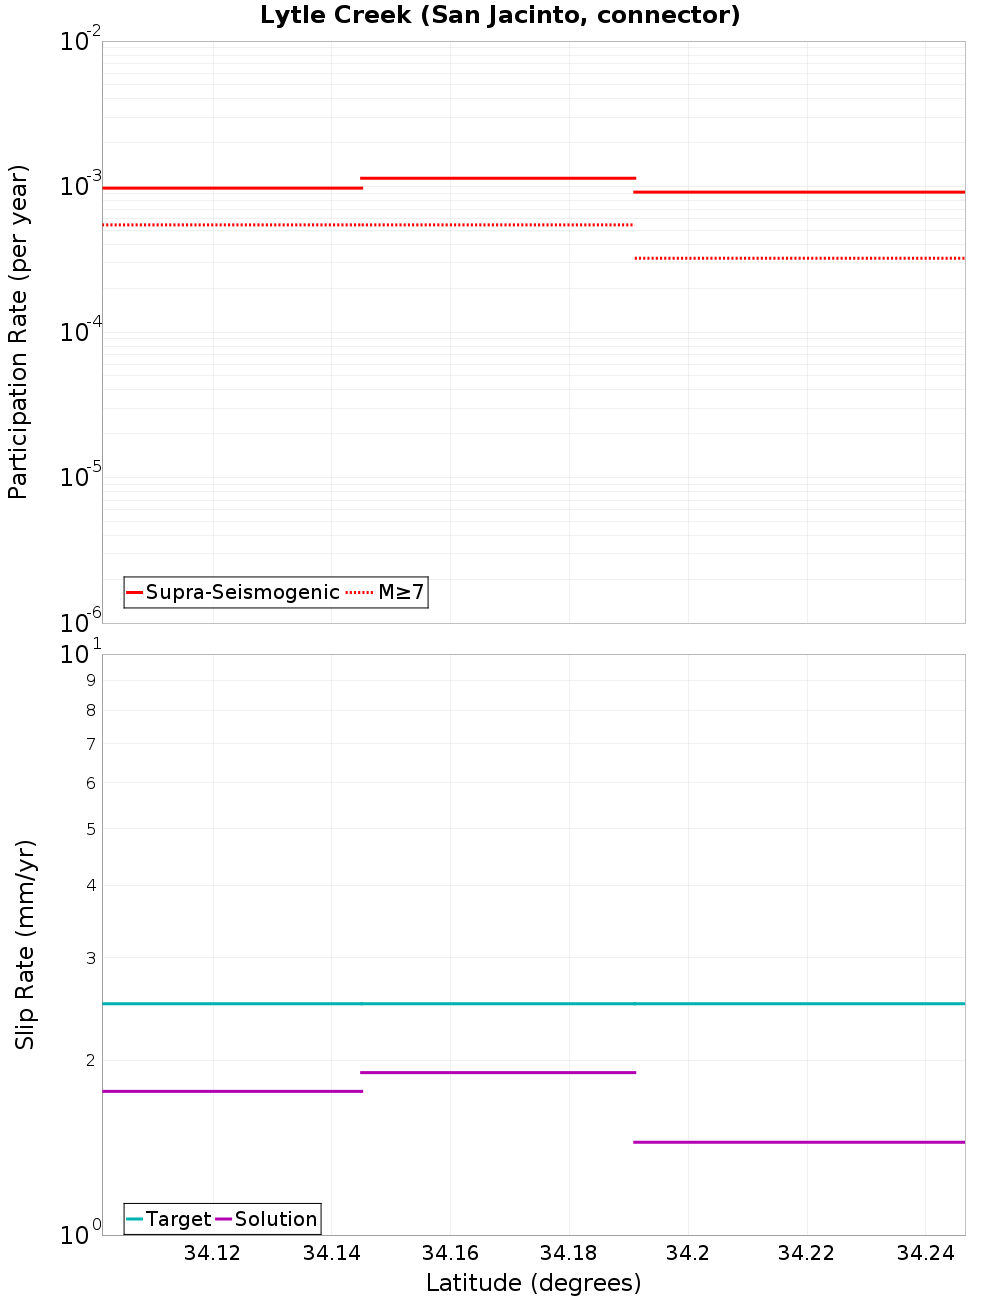 Lytle Creek (San Jacinto, connector)
10-2
10-3
10-4
10-5
10-6
Participation Rate (per year)
Supra-Seismogenic M≥7
101
9
8
7
6
5
4
3
2
100
Slip Rate (mm/yr)
Target Solution
34.12 34.14 34.16 34.18 34.2 34.22 34.24
Latitude (degrees)